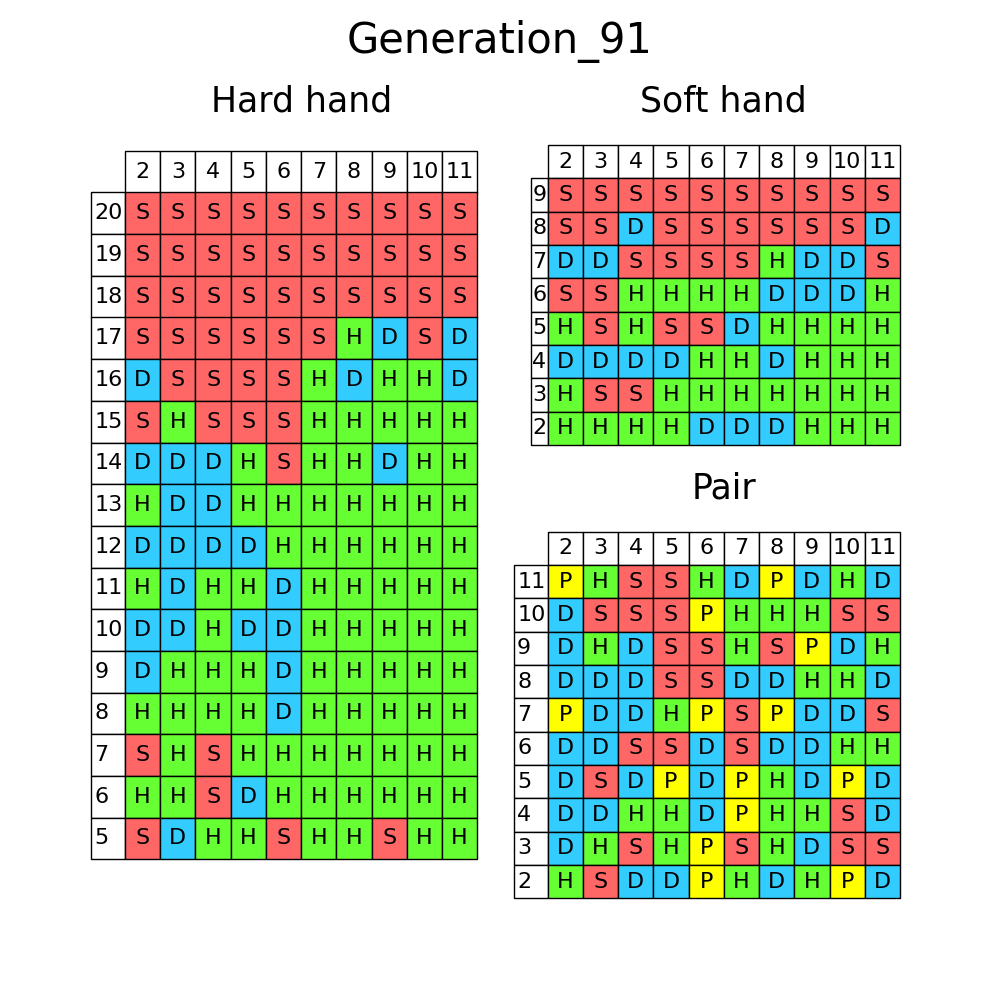 Generation_91
Hard hand
2 3 4 5 6 7 8 9 10 11
20 S S S S S S S S S S
19 S S S S S S S S S S
18 S S S S S S S S S S
17 S S S S S S H D S D
16 D S S S S H D H H D
15 S H S S S H H H H H
14 D D D H S H H D H H
13 H D D H H H H H H H
12 D D D D H H H H H H
11 H D H H D H H H H H
10 D D H D D H H H H H
9 D H H H D H H H H H
8 H H H H D H H H H H
7 S H S H H H H H H H
6 H H S D H H H H H H
5 S D H H S H H S H H
Soft hand
2 3 4 5 6 7 8 9 10 11
9 S S S S S S S S S S
8 S S D S S S S S S D
7 D D S S S S H D D S
6 S S H H H H D D D H
5 H S H S S D H H H H
4 D D D D H H D H H H
3 H S S H H H H H H H
2 H H H H D D D H H H
Pair
2 3 4 5 6 7 8 9 10 11
11 P H S S H D P D H D
10 D S S S P H H H S S
9 D H D S S H S P D H
8 D D D S S D D H H D
7 P D D H P S P D D S
6 D D S S D S D D H H
5 D S D P D P H D P D
4 D D H H D P H H S D
3 D H S H P S H D S S
2 H S D D P H D H P D